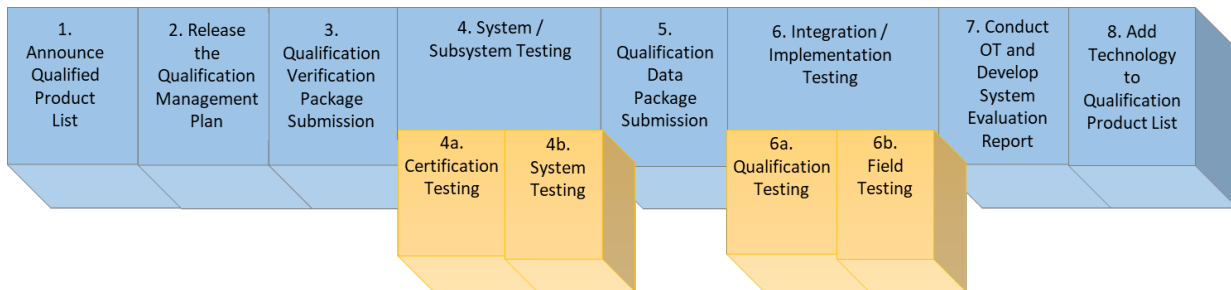 1.
Announce
Qualified
Product
List
2. Release
the
Qualification
Management
Plan
3.
Qualification
Verification
Package
Submission
4. System /
Subsystem Testing
4a.
Certification
Testing
4b.
System
Testing
5.
Qualification
Data
Package
Submission
6. Integration /
Implementation
Testing
6a.
Qualification
Testing
6b.
Field
Testing
7. Conduct
OT and
Develop
System
Evaluation
Report
8. Add
Technology
to
Qualification
Product List